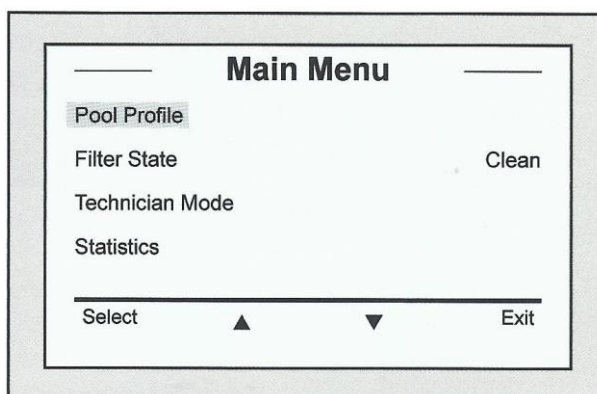 Main Menu
Pool Profile
Filter State Clean
Technician Mode
Statistics
Select ▲ ▼ Exit